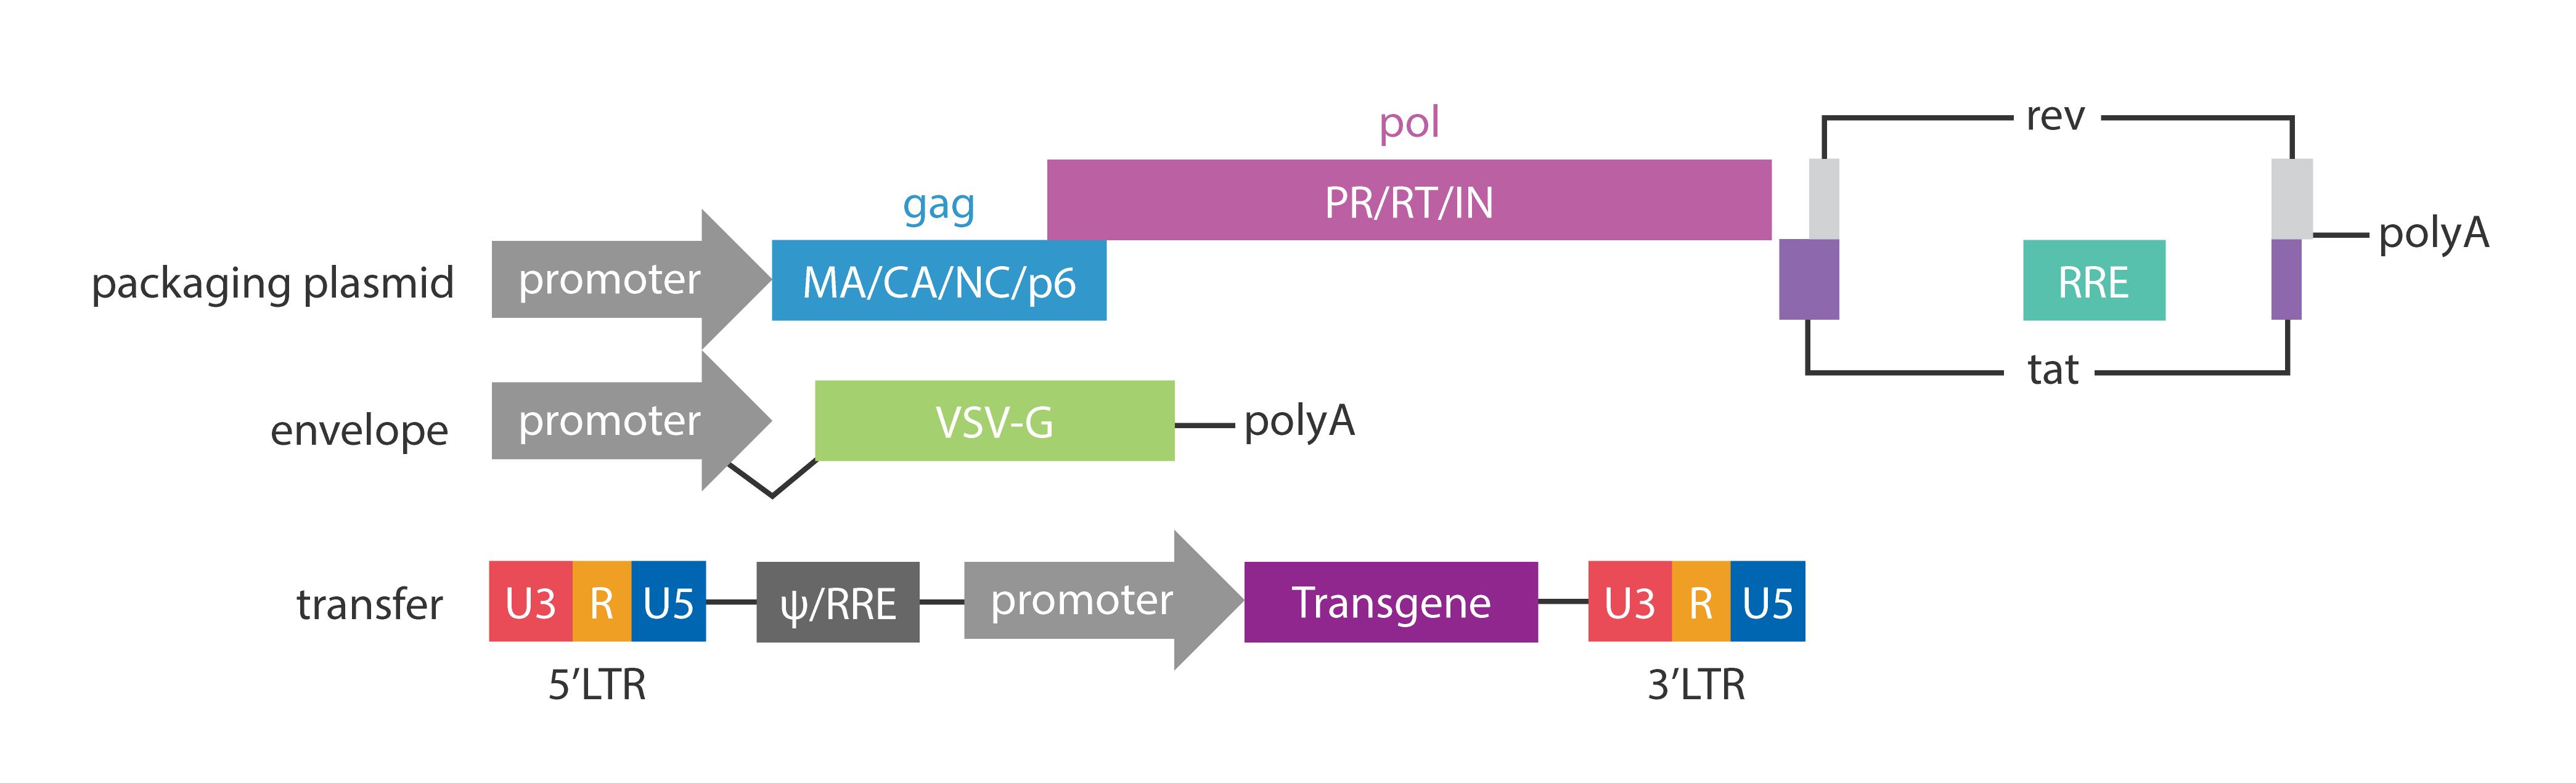 pol
rev
gag
PR/RT/IN
polyA
packaging plasmid
promoter
MA/CA/NC/p6
RRE
tat
envelope
promoter
VSV-G
polyA
transfer
U3 R U5
ψ/RRE
promoter
Transgene
U3 R U5
5’LTR
3’LTR